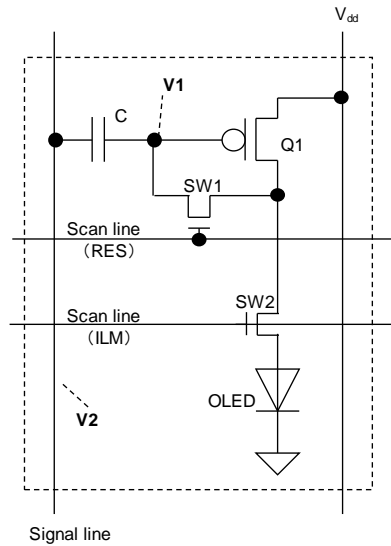 V_dd
V1
C
Q1
SW1
Scan line
（RES）
SW2
Scan line
（ILM）
OLED
V2
Signal line